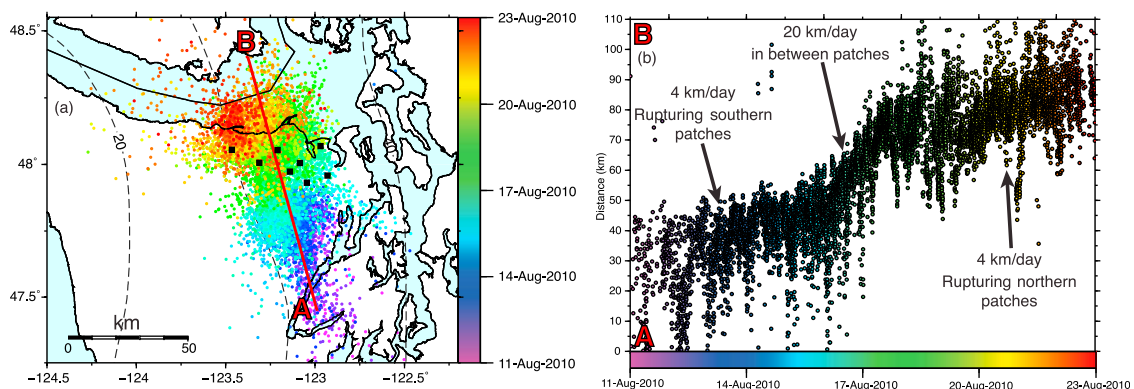 48.5°
48°
47.5°
(a)
B
A
20
km
0
50
−124.5
−124
−123.5
−123
−122.5°
23-Aug-2010
20-Aug-2010
17-Aug-2010
14-Aug-2010
11-Aug-2010
B
(b)
A
Distance (km)
110
100
90
80
70
60
50
40
30
20
10
0
20 km/day
in between patches
4 km/day
Rupturing southern
patches
4 km/day
Rupturing northern
patches
11-Aug-2010
14-Aug-2010
17-Aug-2010
20-Aug-2010
23-Aug-2010